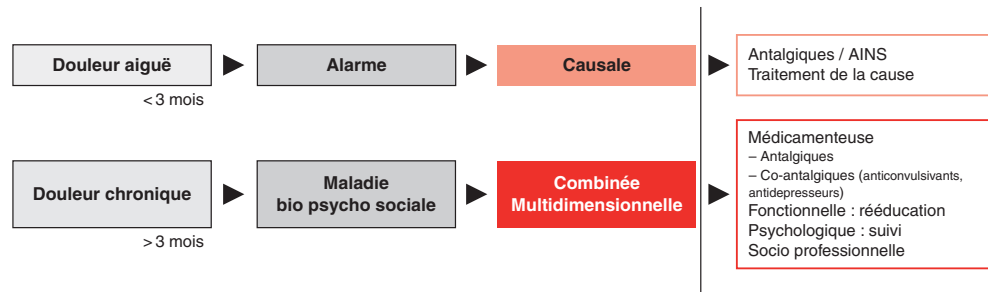 Douleur aiguë
Alarme
Causale
Antalgiques / AINS
Traitement de la cause
< 3 mois
Douleur chronique
Maladie
bio psycho sociale
Combinée
Multidimensionnelle
Médicamenteuse
– Antalgiques
– Co-antalgiques (anticonvulsivants,
antidepresseurs)
Fonctionnelle : rééducation
Psychologique : suivi
Socio professionnelle
> 3 mois